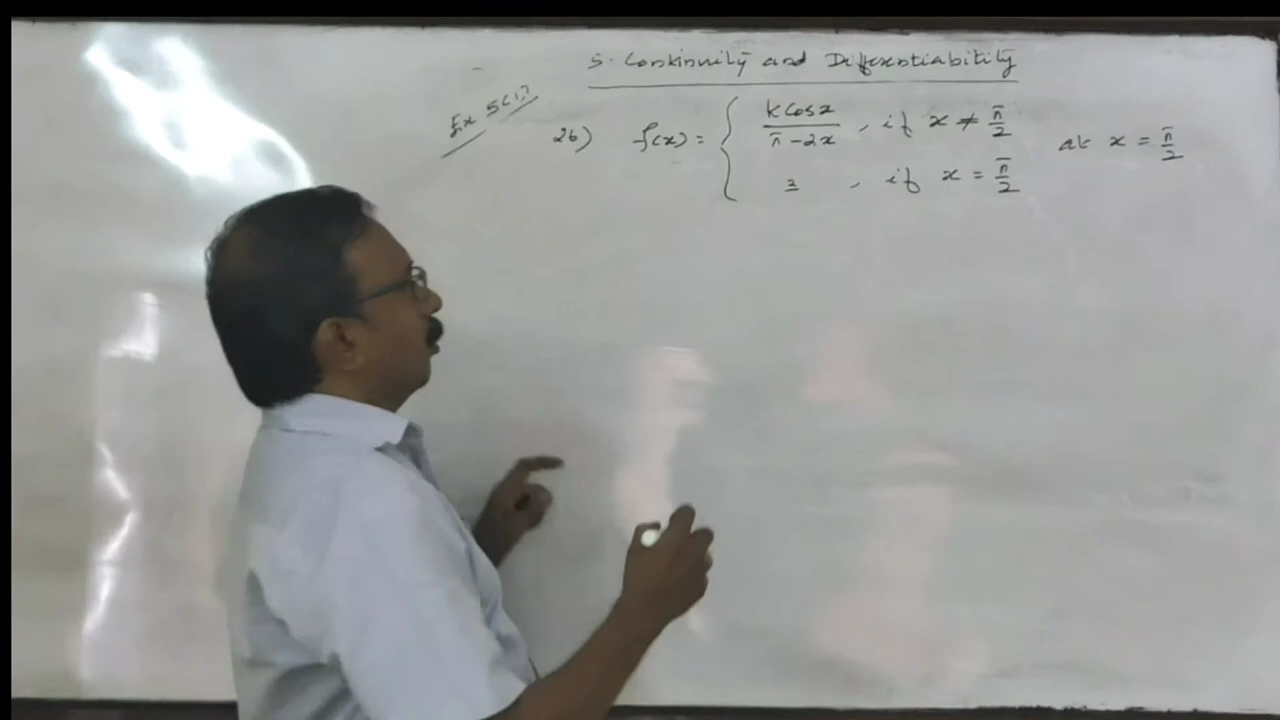 5. Continuity and Differentiability
Ex 5(1.)
26) f(x) = { k cos x / π - 2x , if x ≠ π/2 at x = π/2
3 , if x = π/2